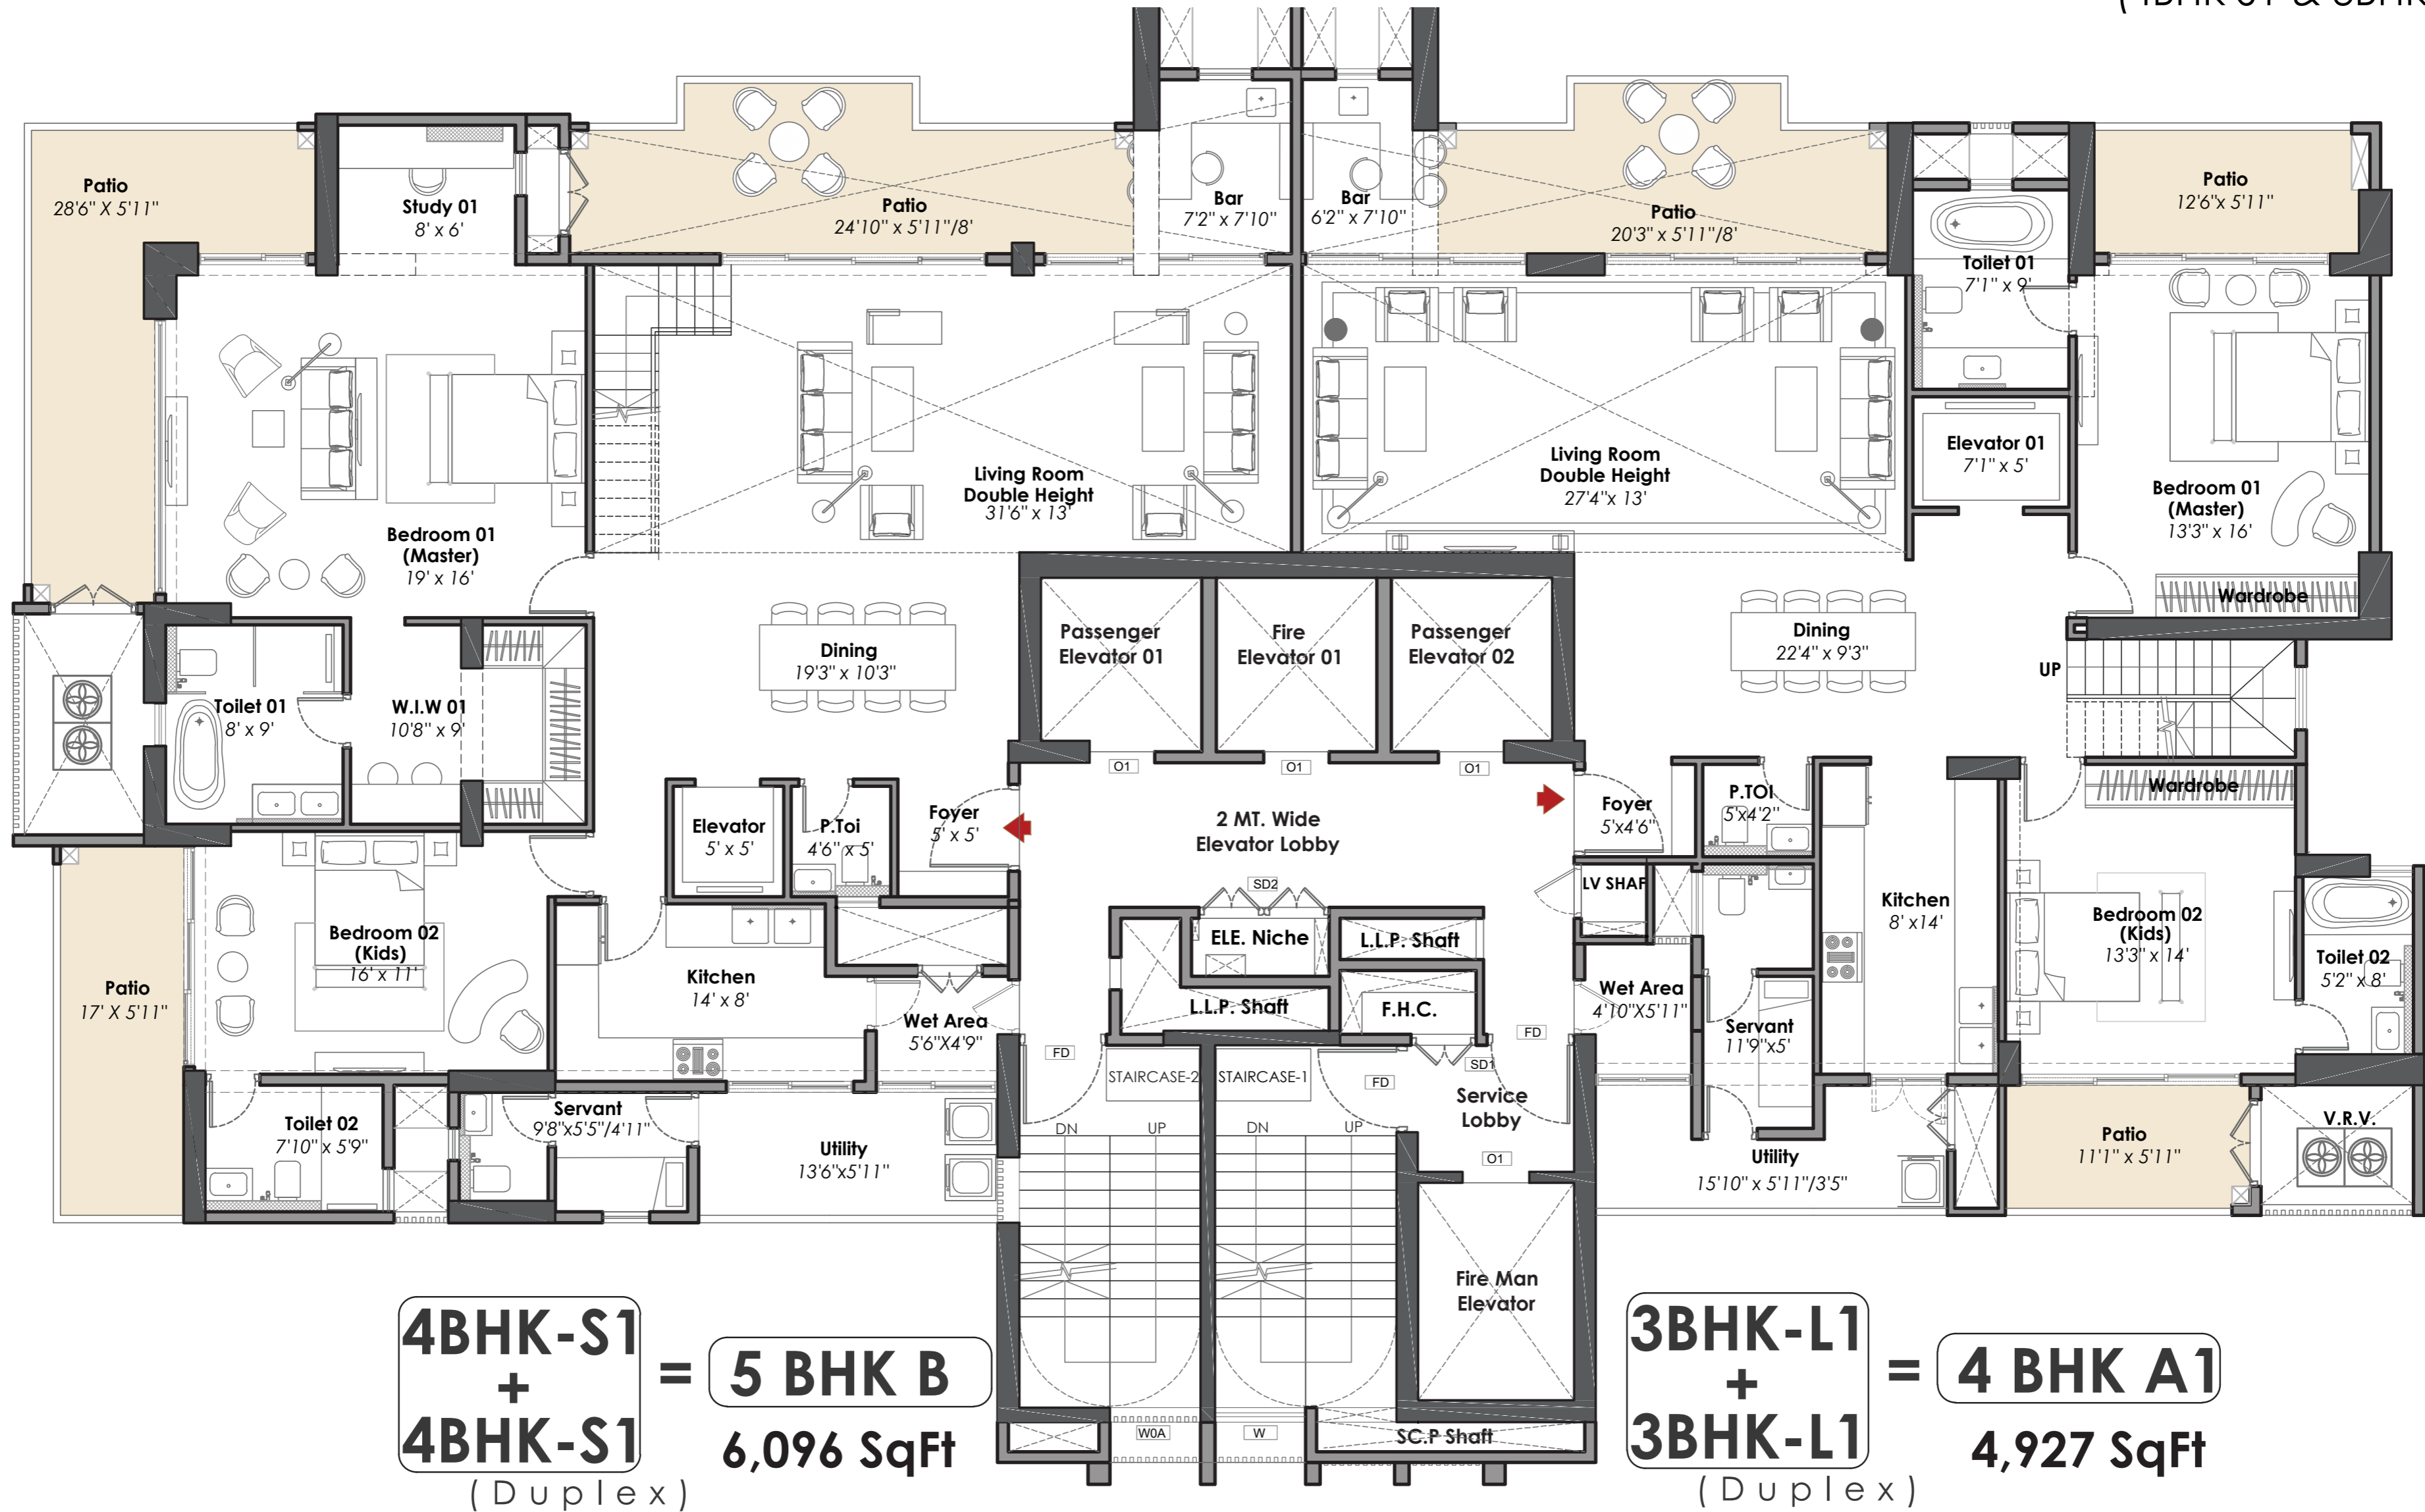 Patio
28'6" X 5'11"
Study 01
8' x 6'
Patio
24'10" x 5'11"/8'
Bar
7'2" x 7'10"
Bar
6'2" x 7'10"
Patio
20'3" x 5'11"/8'
Toilet 01
7'1" x 9'
Patio
12'6"x 5'11"
Elevator 01
7'1" x 5'
Living Room
Double Height
31'6" x 13'
Living Room
Double Height
27'4"x 13'
Bedroom 01
(Master)
13'3" x 16'
Wardrobe
Bedroom 01
(Master)
19' x 16'
Toilet 01
8' x 9'
W.I.W 01
10'8" x 9'
Dining
19'3" x 10'3"
Passenger
Elevator 01
Fire
Elevator 01
Passenger
Elevator 02
Dining
22'4" x 9'3"
UP
O1
O1
O1
Wardrobe
Elevator
5' x 5'
P.Toi
4'6" x 5'
Foyer
5' x 5'
2 MT. Wide
Elevator Lobby
Foyer
5'x4'6"
P.TOI
5'x4'2"
SD2
LV SHAF
Kitchen
8' x14'
Bedroom 02
(Kids)
13'3" x 14'
Toilet 02
5'2" x 8'
Bedroom 02
(Kids)
16' x 11'
Patio
17' X 5'11"
Kitchen
14' x 8'
Wet Area
5'6"X4'9"
ELE. Niche
L.L.P. Shaft
L.L.P. Shaft
F.H.C.
Wet Area
4'10"X5'11"
Servant
11'9"x5'
FD
FD
FD
SD1
STAIRCASE-2
STAIRCASE-1
Service
Lobby
Toilet 02
7'10" x 5'9"
Servant
9'8"x5'5"/4'11"
Utility
13'6"x5'11"
DN
UP
DN
UP
O1
Utility
15'10" x 5'11"/3'5"
Patio
11'1" x 5'11"
V.R.V.
Fire Man
Elevator
W0A
W
SC.P Shaft
4BHK-S1
+
4BHK-S1
(Duplex)
=
5 BHK B
6,096 SqFt
3BHK-L1
+
3BHK-L1
(Duplex)
=
4 BHK A1
4,927 SqFt